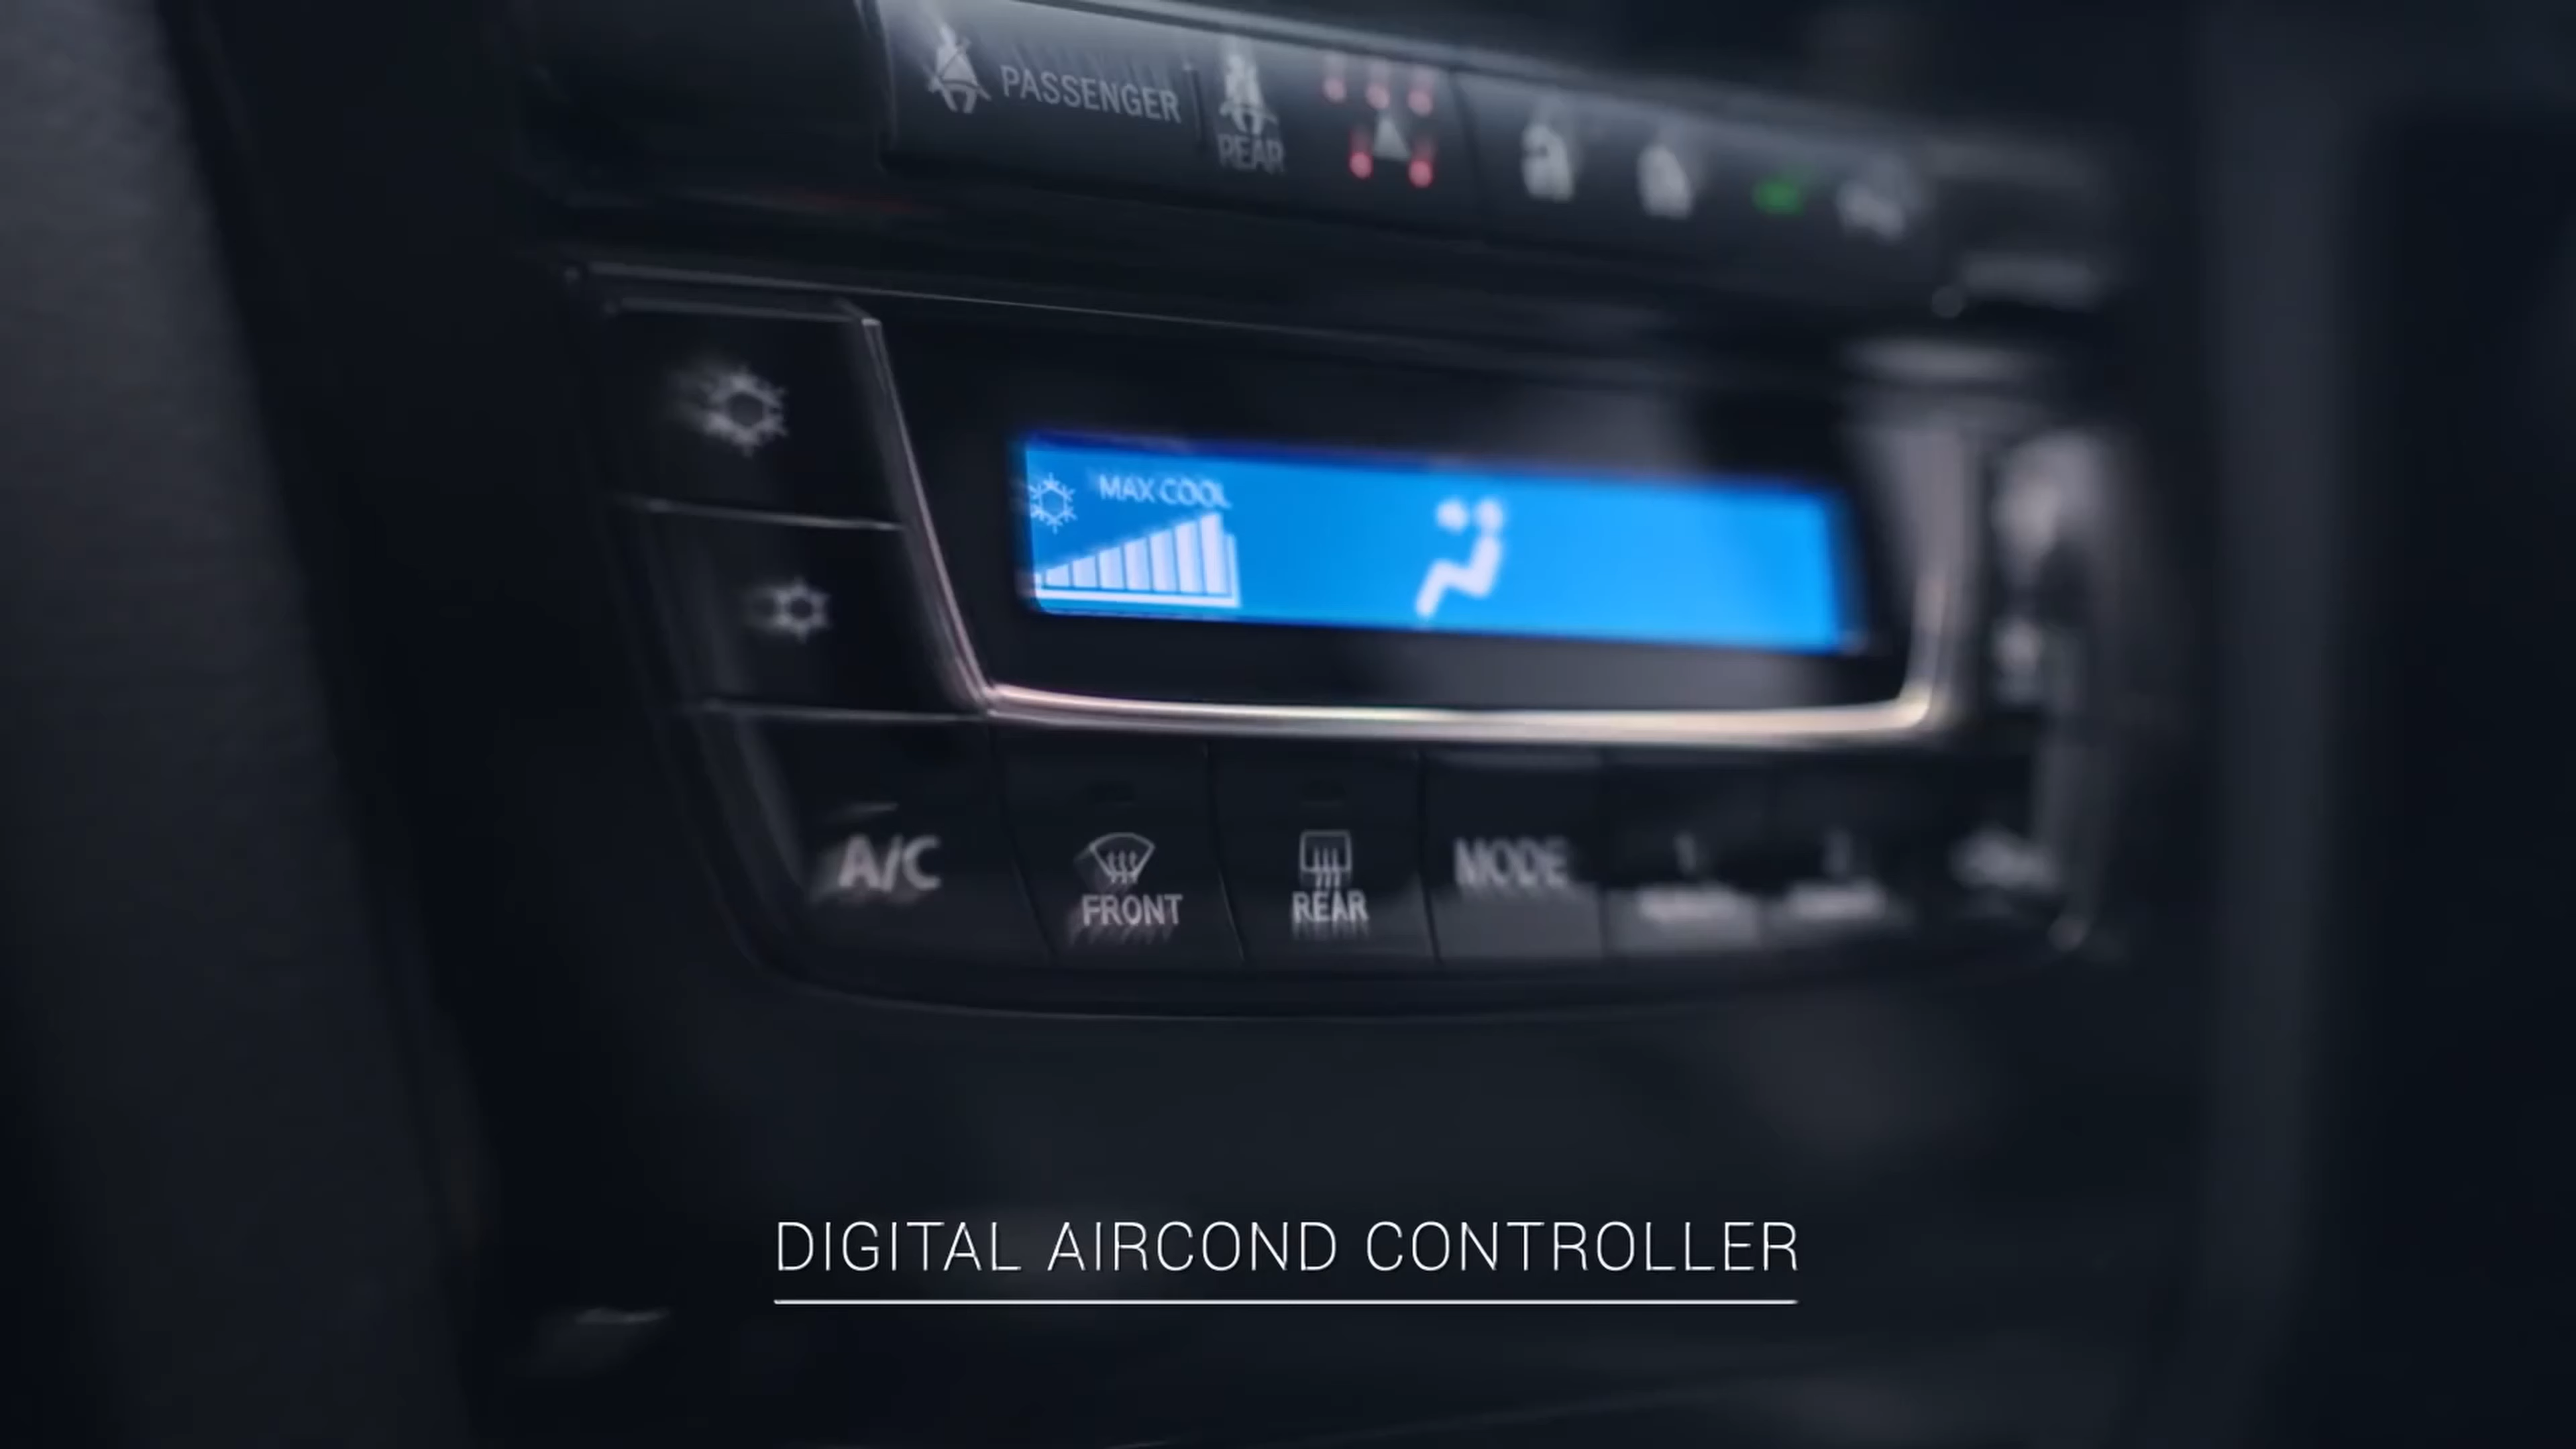 PASSENGER
REAR
MAX COOL
A/C
FRONT
REAR
MODE
DIGITAL AIRCOND CONTROLLER